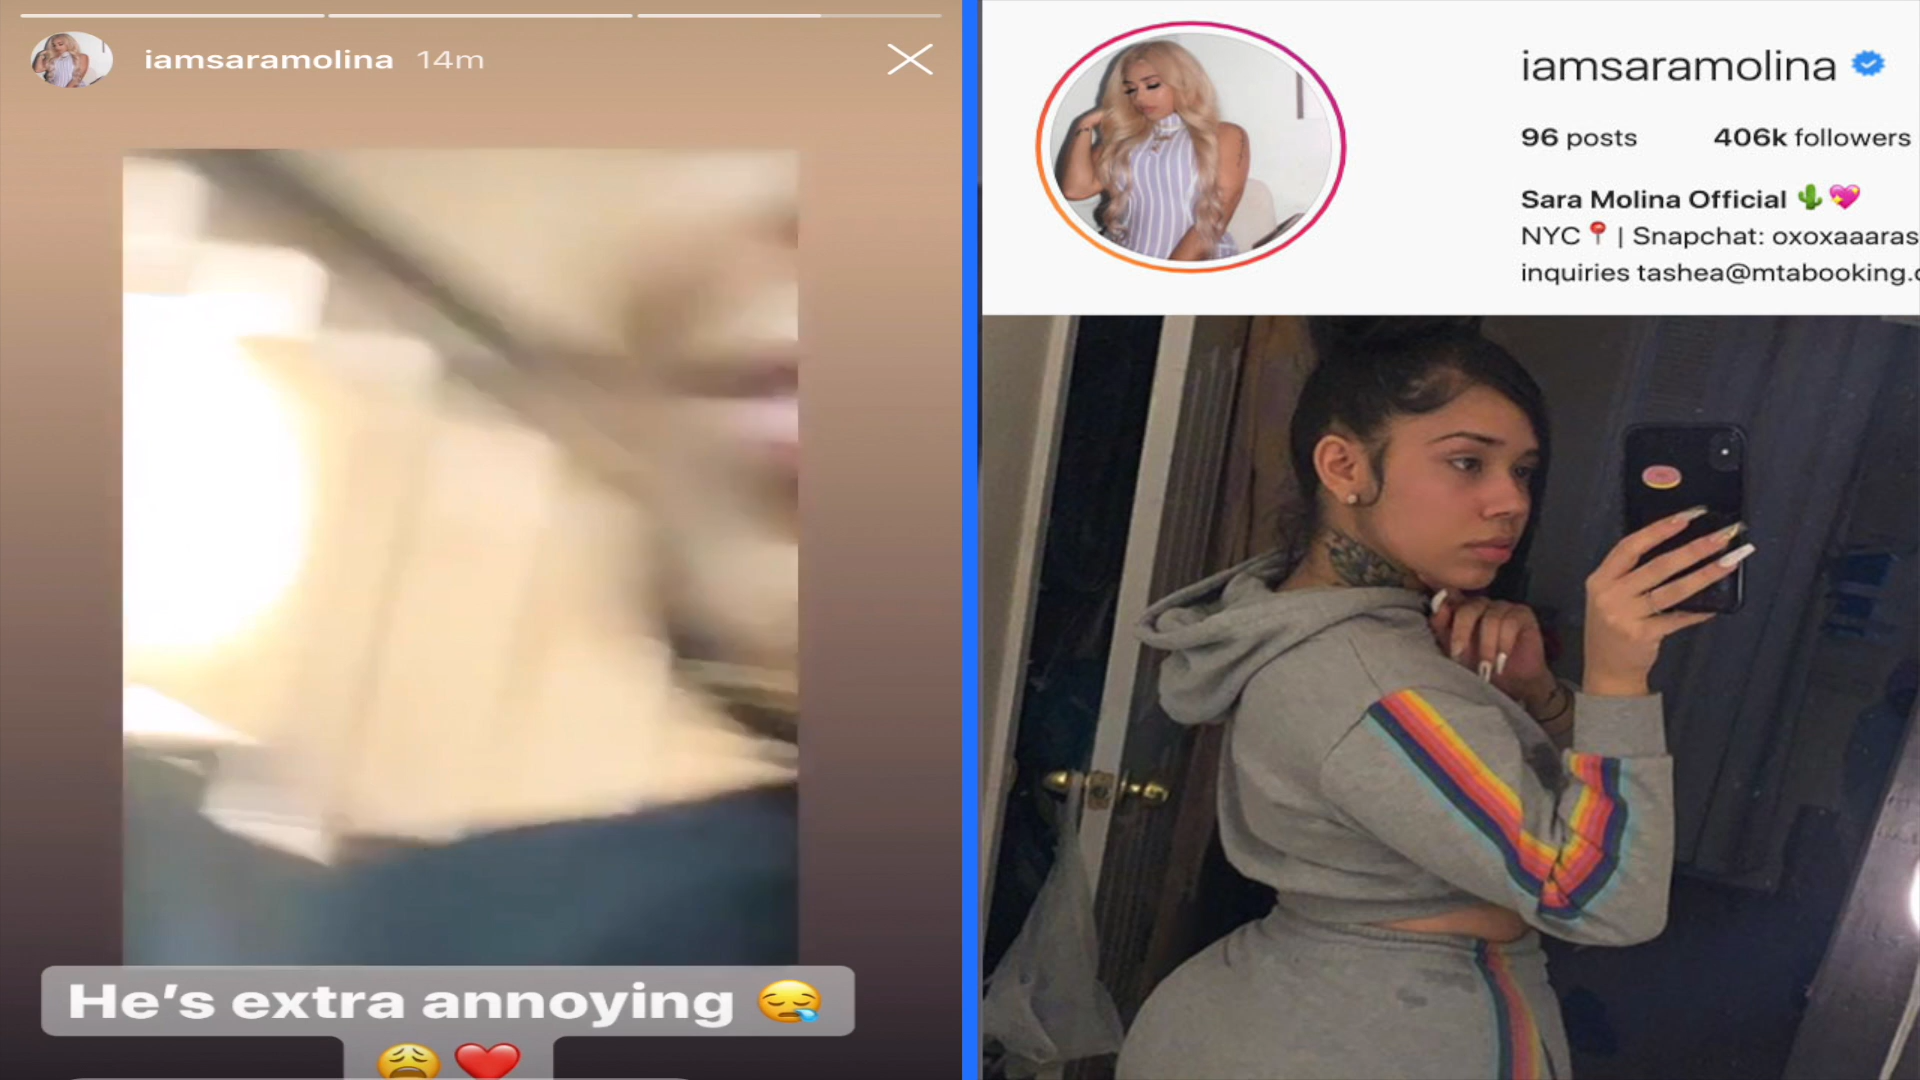 iamsaramolina 14m
He's extra annoying 😪
😩 ❤️
iamsaramolina
96 posts 406k followers
Sara Molina Official 🌵💖
NYC📍| Snapchat: oxoxaaaras
inquiries tashea@mtabooking.